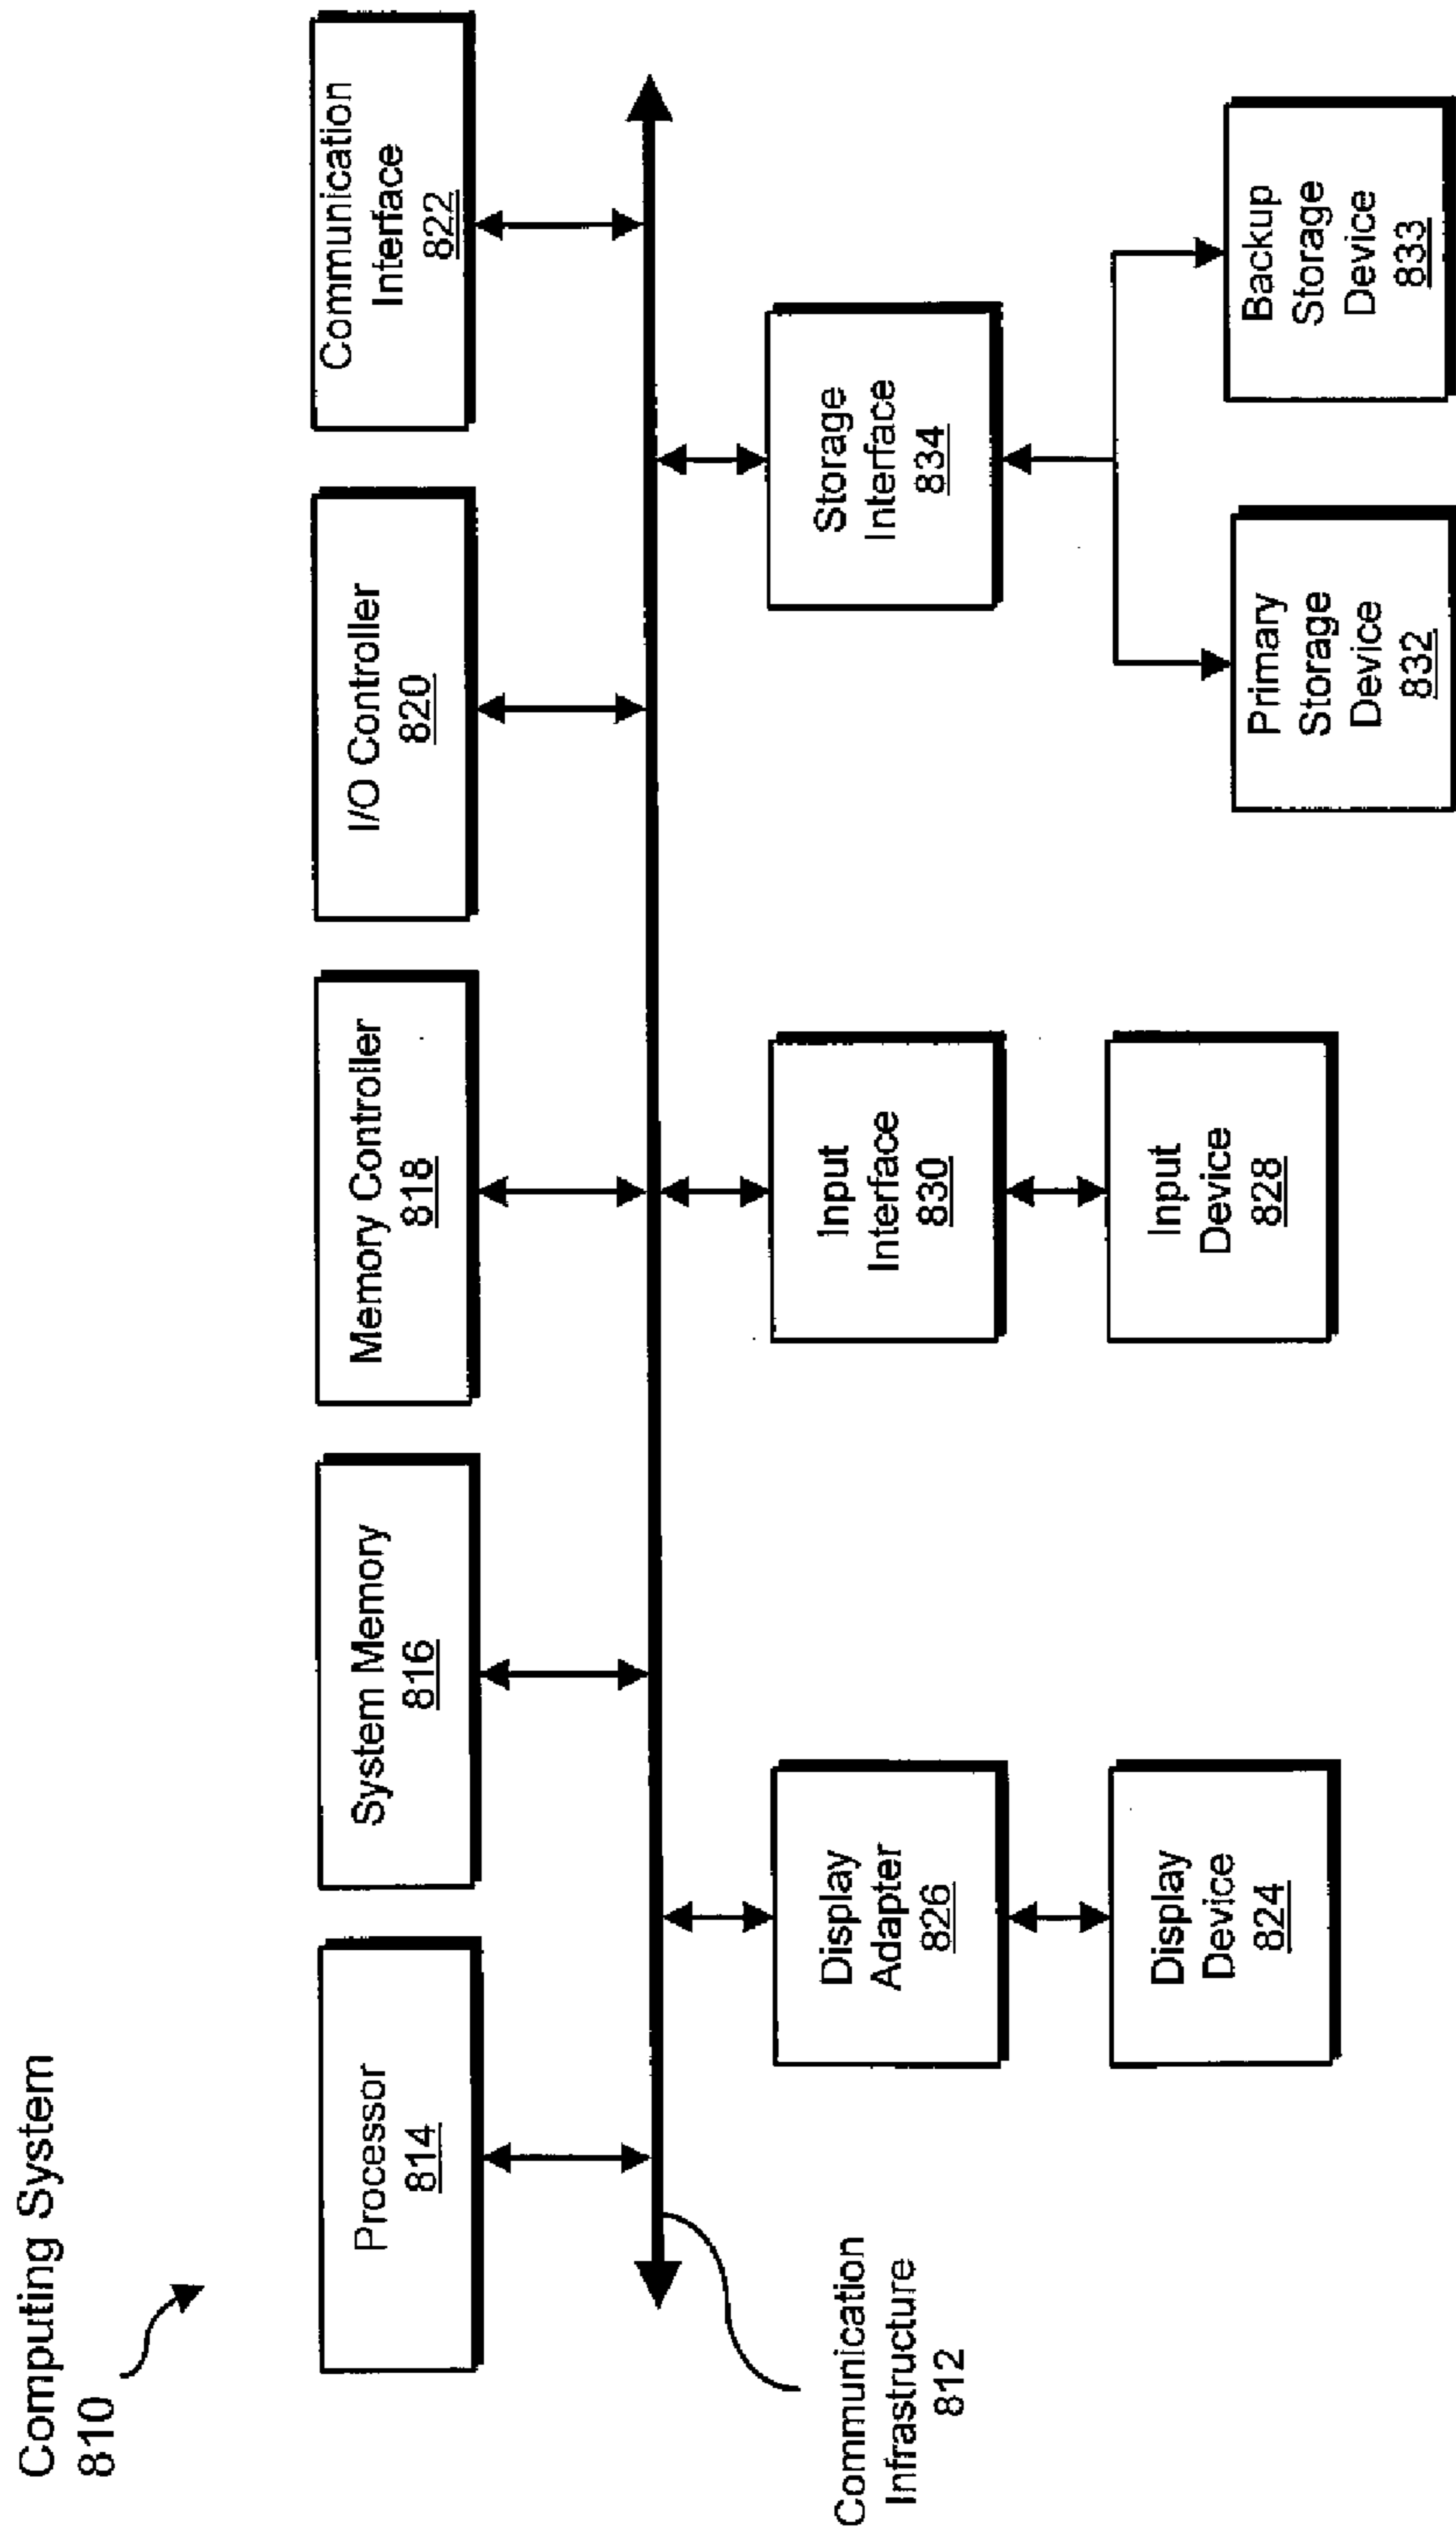 Computing System
810
Processor
814
System Memory
816
Memory Controller
818
I/O Controller
820
Communication
Interface
822
Communication
Infrastructure
812
Display
Adapter
826
Input
Interface
830
Storage
Interface
834
Display
Device
824
Input
Device
828
Primary
Storage
Device
832
Backup
Storage
Device
833